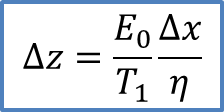 Δz = E₀/T₁ Δx/η